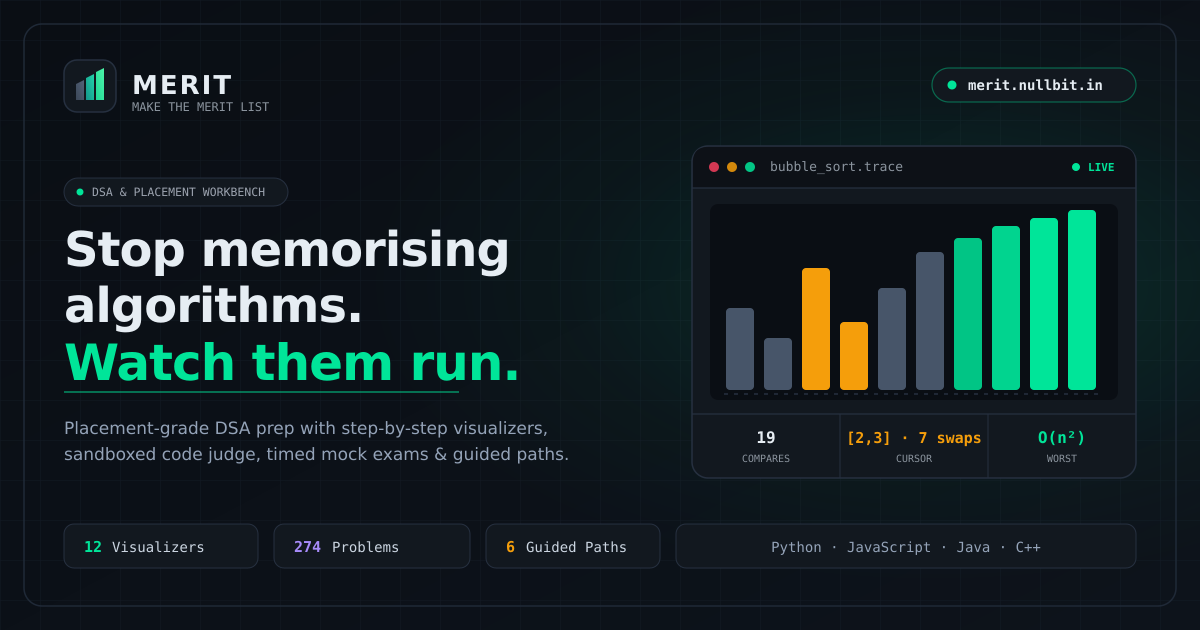 MERIT
MAKE THE MERIT LIST
merit.nullbit.in
DSA & PLACEMENT WORKBENCH
Stop memorising
algorithms.
Watch them run.
Placement-grade DSA prep with step-by-step visualizers,
sandboxed code judge, timed mock exams & guided paths.
bubble_sort.trace
LIVE
19
COMPARES
[2,3] · 7 swaps
CURSOR
O(n²)
WORST
12 Visualizers
274 Problems
6 Guided Paths
Python · JavaScript · Java · C++